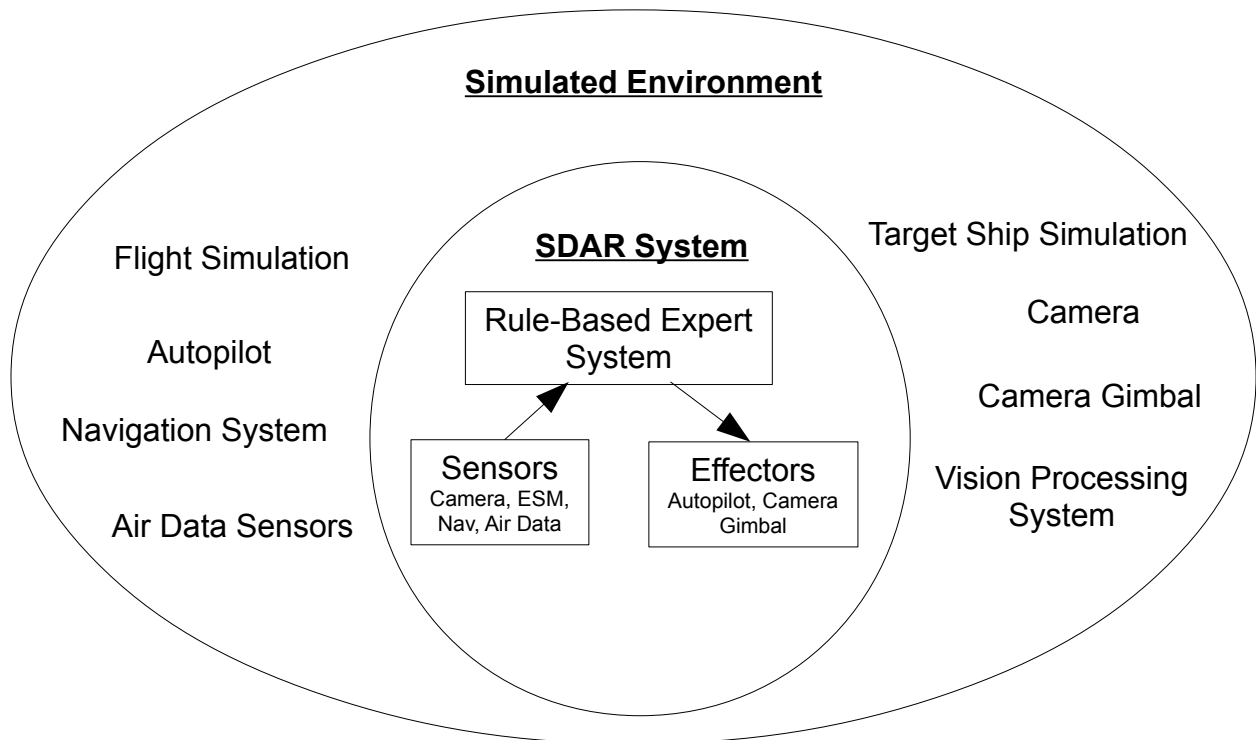 Simulated Environment
Flight Simulation
Autopilot
Navigation System
Air Data Sensors
SDAR System
Rule-Based Expert
System
Sensors
Camera, ESM,
Nav, Air Data
Effectors
Autopilot, Camera
Gimbal
Target Ship Simulation
Camera
Camera Gimbal
Vision Processing
System